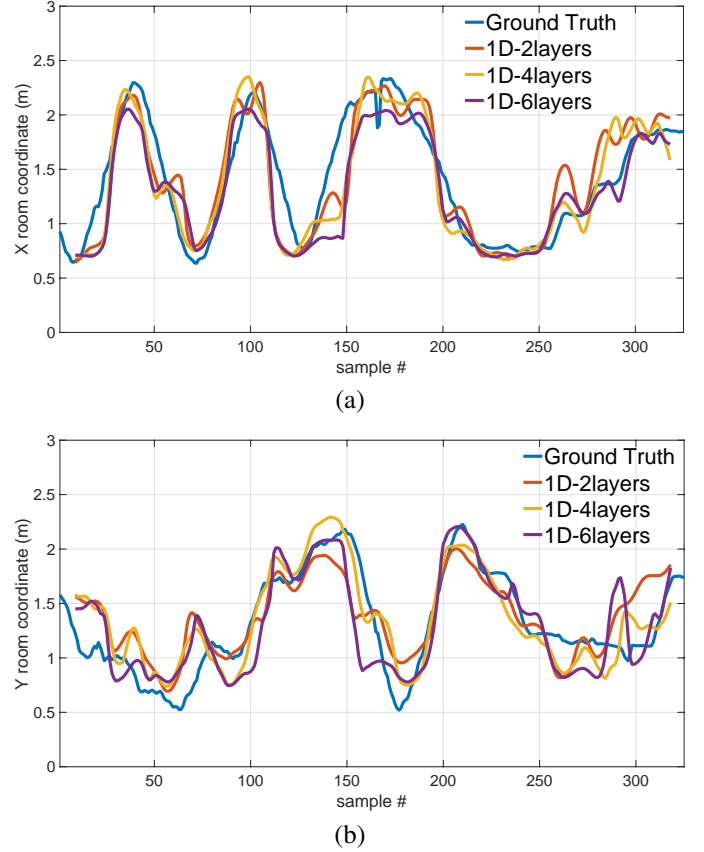 3
2.5
2
1.5
1
0.5
0
X room coordinate (m)
Ground Truth
1D-2layers
1D-4layers
1D-6layers
50 100 150 200 250 300
sample #
(a)
3
2.5
2
1.5
1
0.5
0
Y room coordinate (m)
Ground Truth
1D-2layers
1D-4layers
1D-6layers
50 100 150 200 250 300
sample #
(b)